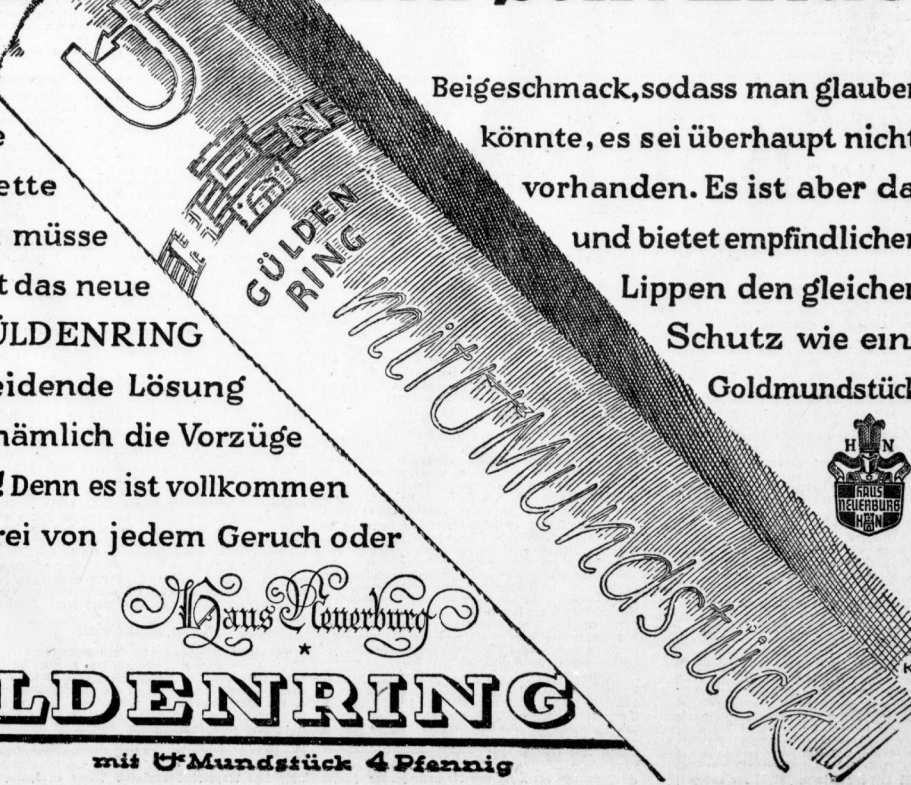 GÜLDEN
RING
mit Mundstück
ette
müsse
das neue
ÜLDENRING
eidende Lösung
nämlich die Vorzüge
! Denn es ist vollkommen
rei von jedem Geruch oder
Beigeschmack, sodass man glauben
könnte, es sei überhaupt nicht
vorhanden. Es ist aber da
und bietet empfindlichen
Lippen den gleichen
Schutz wie ein
Goldmundstück
H N
HAUS
NEUERBURG
H N
Haus Neuerburg
LDENRING
mit Mundstück 4 Pfennig